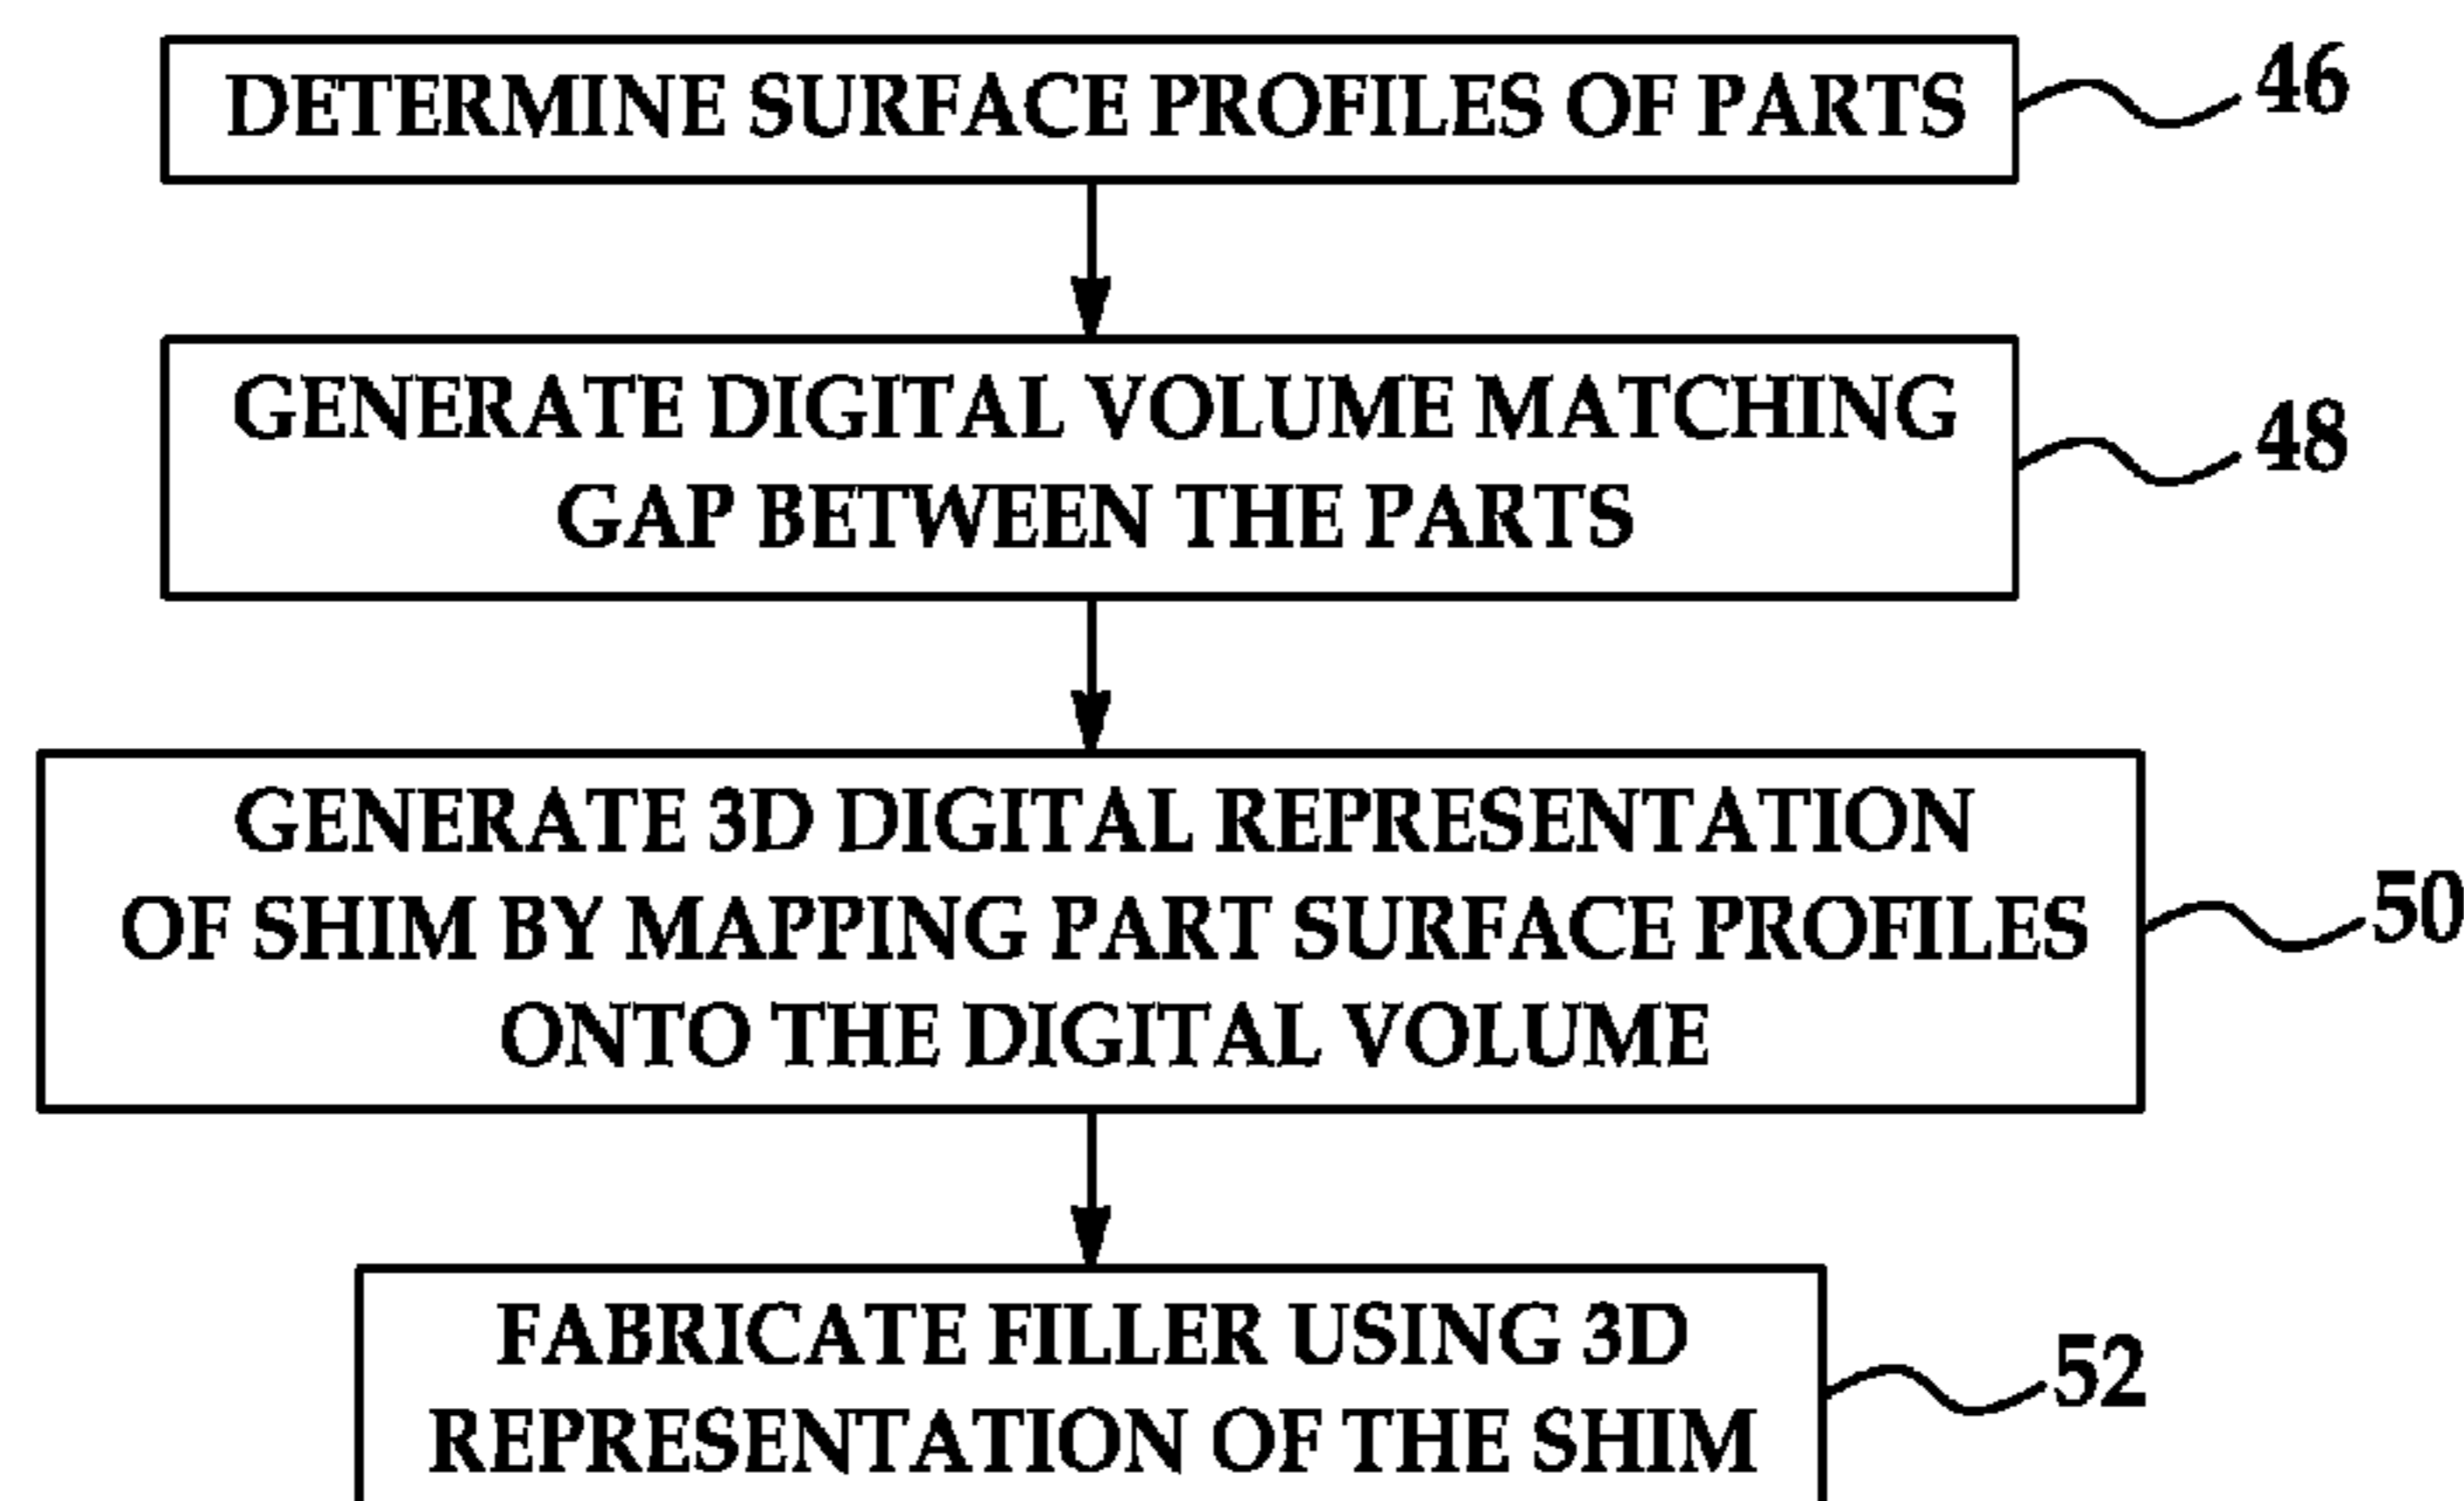 DETERMINE SURFACE PROFILES OF PARTS
46
GENERATE DIGITAL VOLUME MATCHING
GAP BETWEEN THE PARTS
48
GENERATE 3D DIGITAL REPRESENTATION
OF SHIM BY MAPPING PART SURFACE PROFILES
ONTO THE DIGITAL VOLUME
50
FABRICATE FILLER USING 3D
REPRESENTATION OF THE SHIM
52